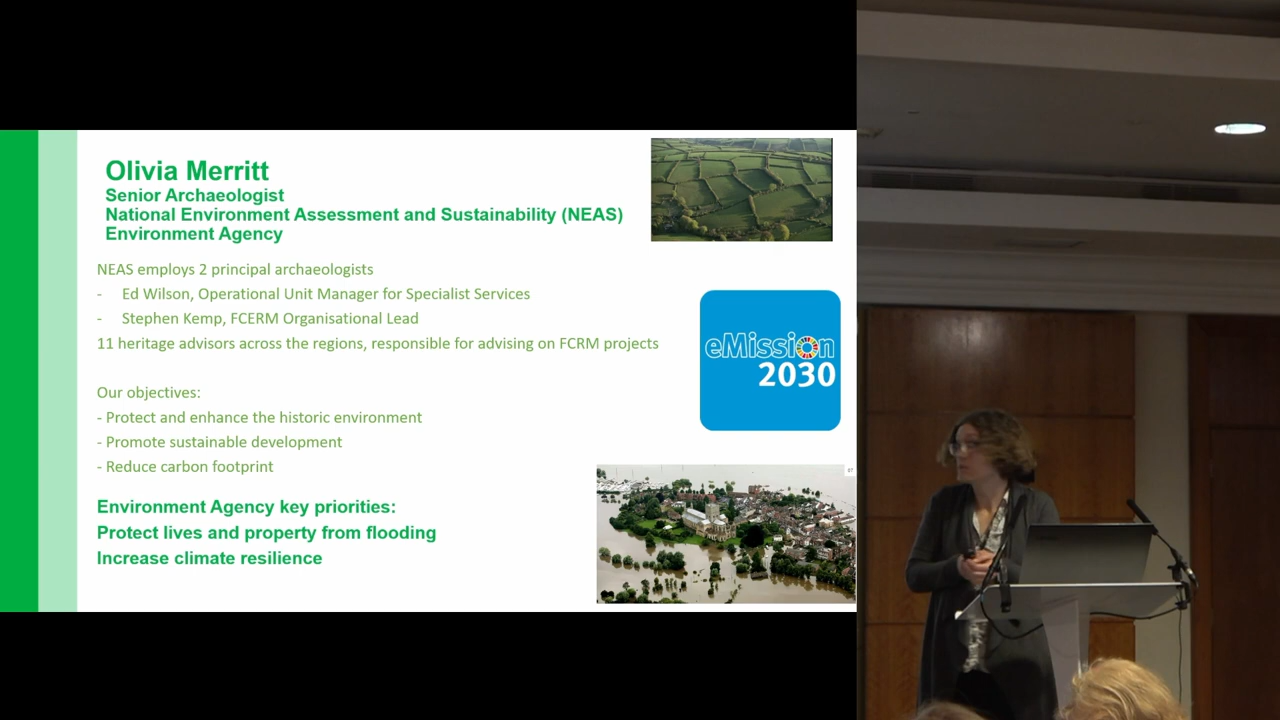 Olivia Merritt
Senior Archaeologist
National Environment Assessment and Sustainability (NEAS)
Environment Agency
NEAS employs 2 principal archaeologists
- Ed Wilson, Operational Unit Manager for Specialist Services
- Stephen Kemp, FCERM Organisational Lead
11 heritage advisors across the regions, responsible for advising on FCRM projects
Our objectives:
- Protect and enhance the historic environment
- Promote sustainable development
- Reduce carbon footprint
Environment Agency key priorities:
Protect lives and property from flooding
Increase climate resilience
eMission
2030